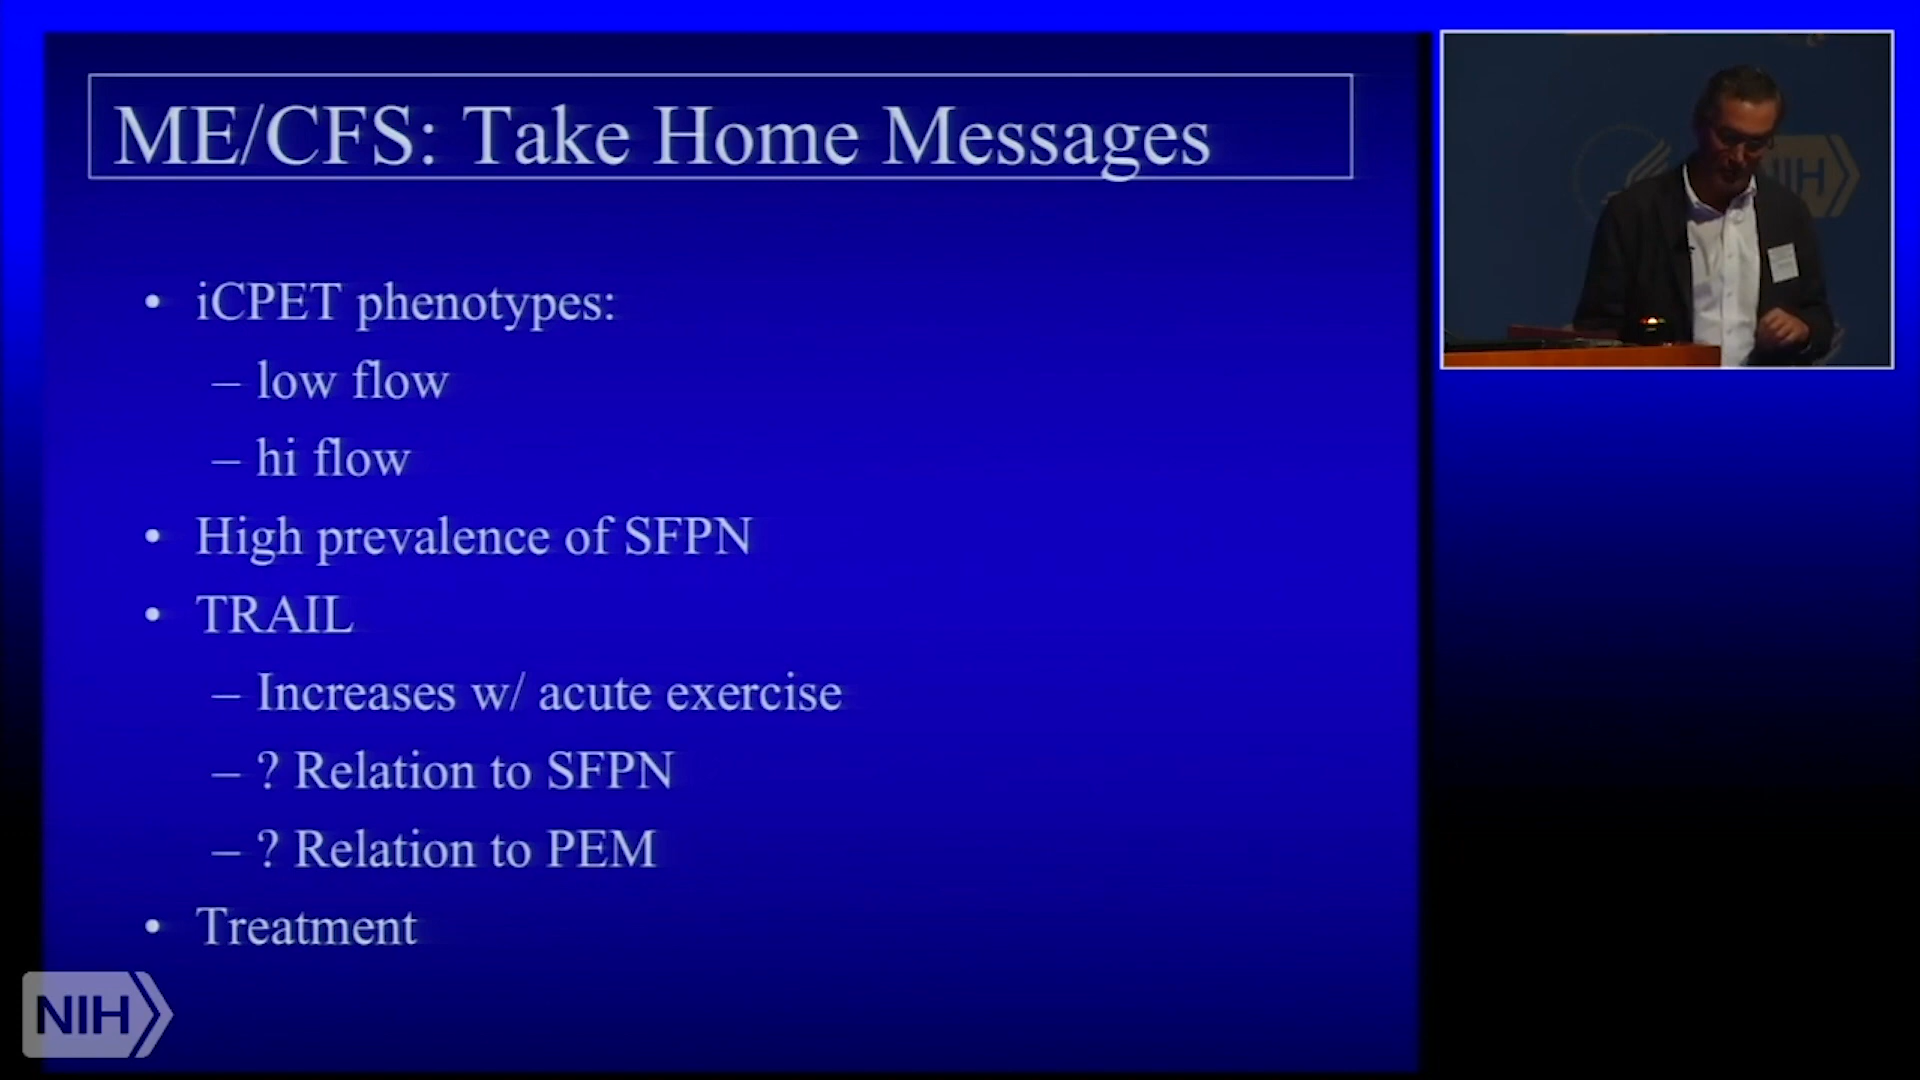 ME/CFS: Take Home Messages
• iCPET phenotypes:
– low flow
– hi flow
• High prevalence of SFPN
• TRAIL
– Increases w/ acute exercise
– ? Relation to SFPN
– ? Relation to PEM
• Treatment
NIH
NIH